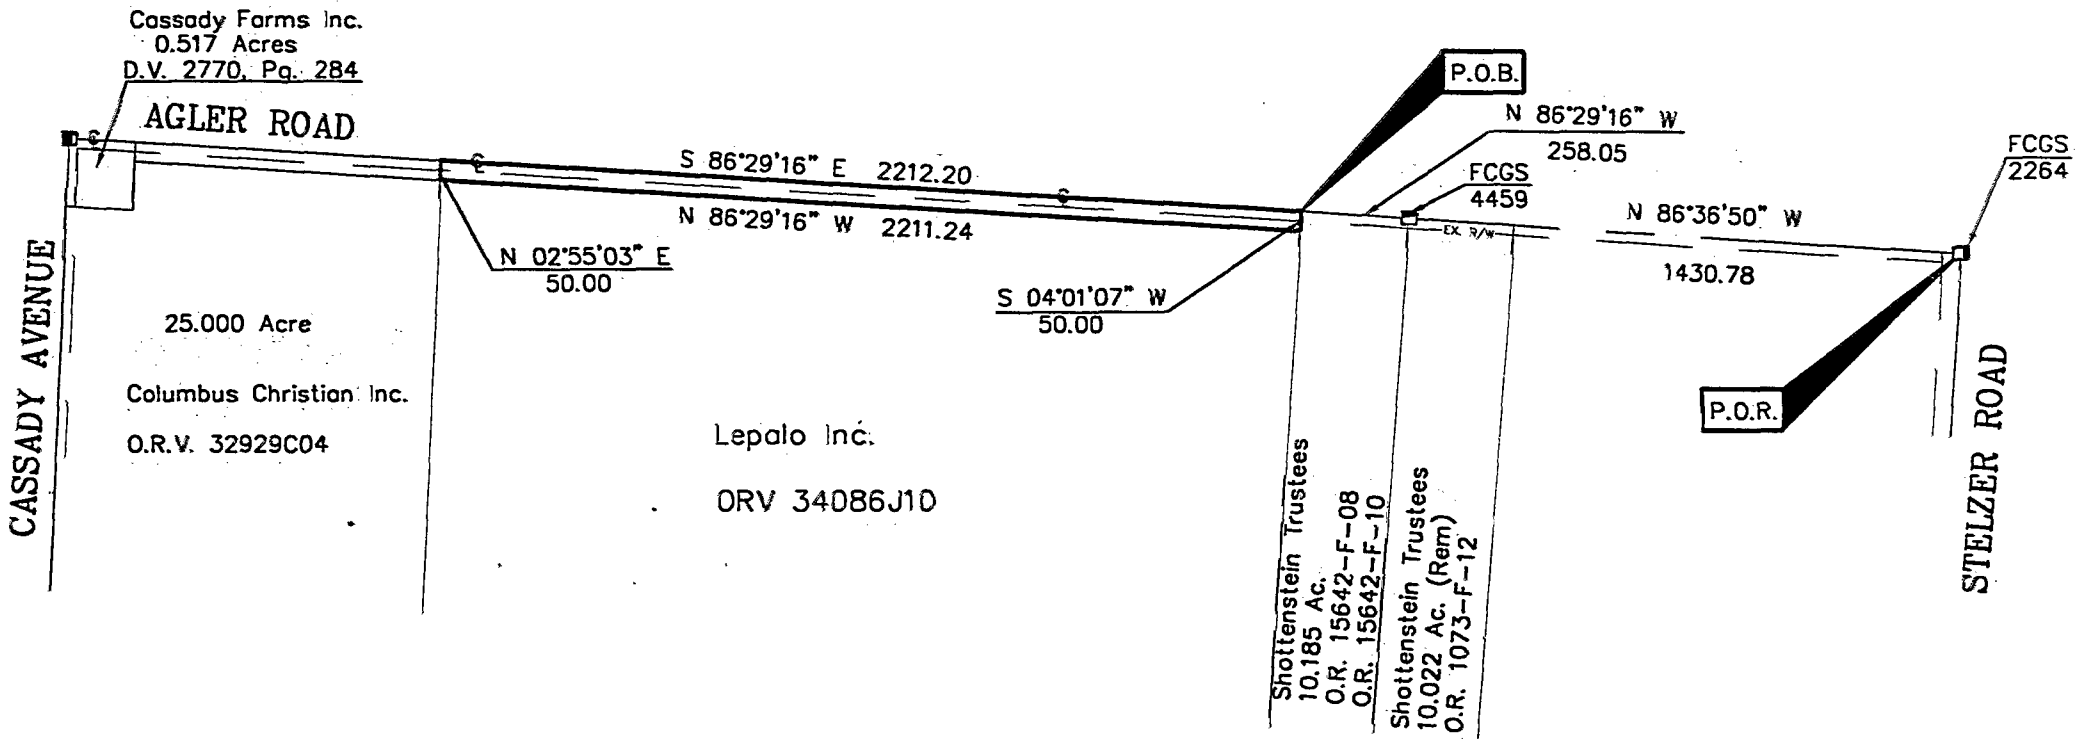 Cassady Farms Inc.
0.517 Acres
D.V. 2770, Pg. 284
AGLER ROAD
P.O.B.
N 86°29'16" W
258.05
FCGS
4459
FCGS
2264
S 86°29'16" E 2212.20
N 86°29'16" W 2211.24
N 86°36'50" W
1430.78
EX. R/W
N 02°55'03" E
50.00
S 04°01'07" W
50.00
CASSADY AVENUE
25.000 Acre
Columbus Christian Inc.
O.R.V. 32929C04
Lepalo Inc.
ORV 34086J10
P.O.R.
STELZER ROAD
Shottenstein Trustees
10.185 Ac.
O.R. 15642-F-08
O.R. 15642-F-10
Shottenstein Trustees
10.022 Ac. (Rem)
O.R. 1073-F-12